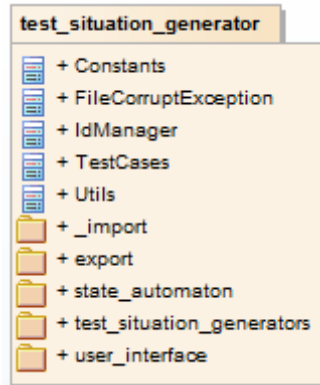 test_situation_generator
+ Constants
+ FileCorruptException
+ IdManager
+ TestCases
+ Utils
+ _import
+ export
+ state_automaton
+ test_situation_generators
+ user_interface